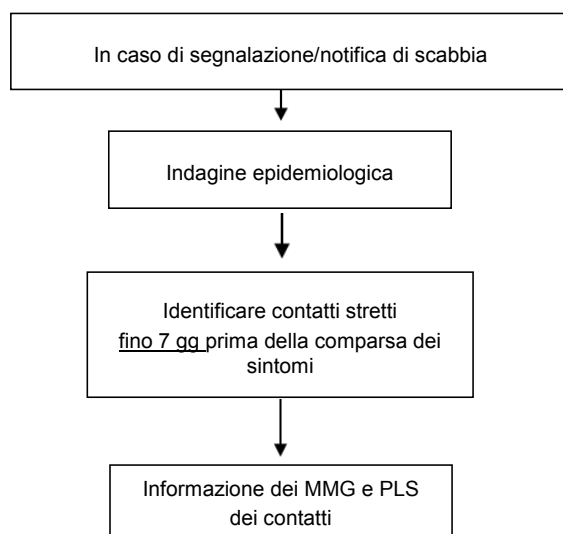 In caso di segnalazione/notifica di scabbia
Indagine epidemiologica
Identificare contatti stretti
fino 7 gg prima della comparsa dei
sintomi
Informazione dei MMG e PLS
dei contatti